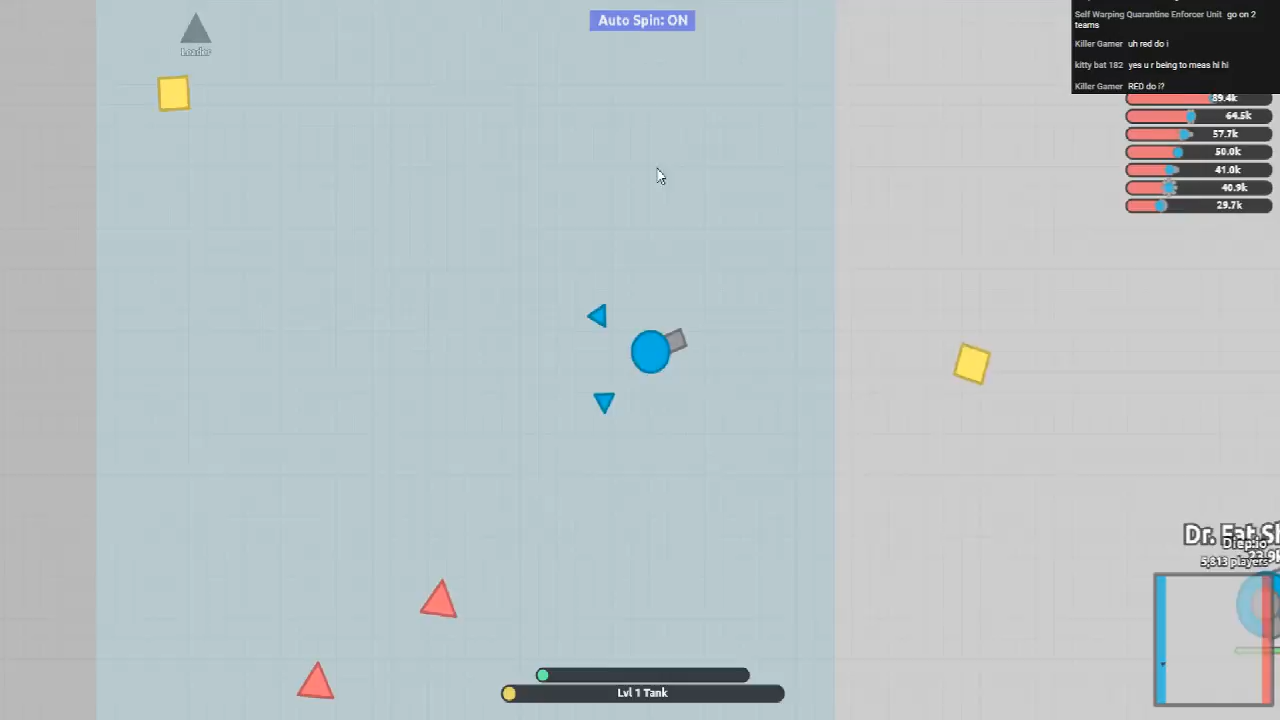 Auto Spin: ON
Self Warping Quarantine Enforcer Unit go on 2
teams
Killer Gamer uh red do i
kitty bat 182 yes u r being to meas hi hi
Killer Gamer RED do i?
Leader
89.4k
64.5k
57.7k
50.0k
41.0k
40.9k
29.7k
Dr.
Diep.io
5,813 players
Lvl 1 Tank